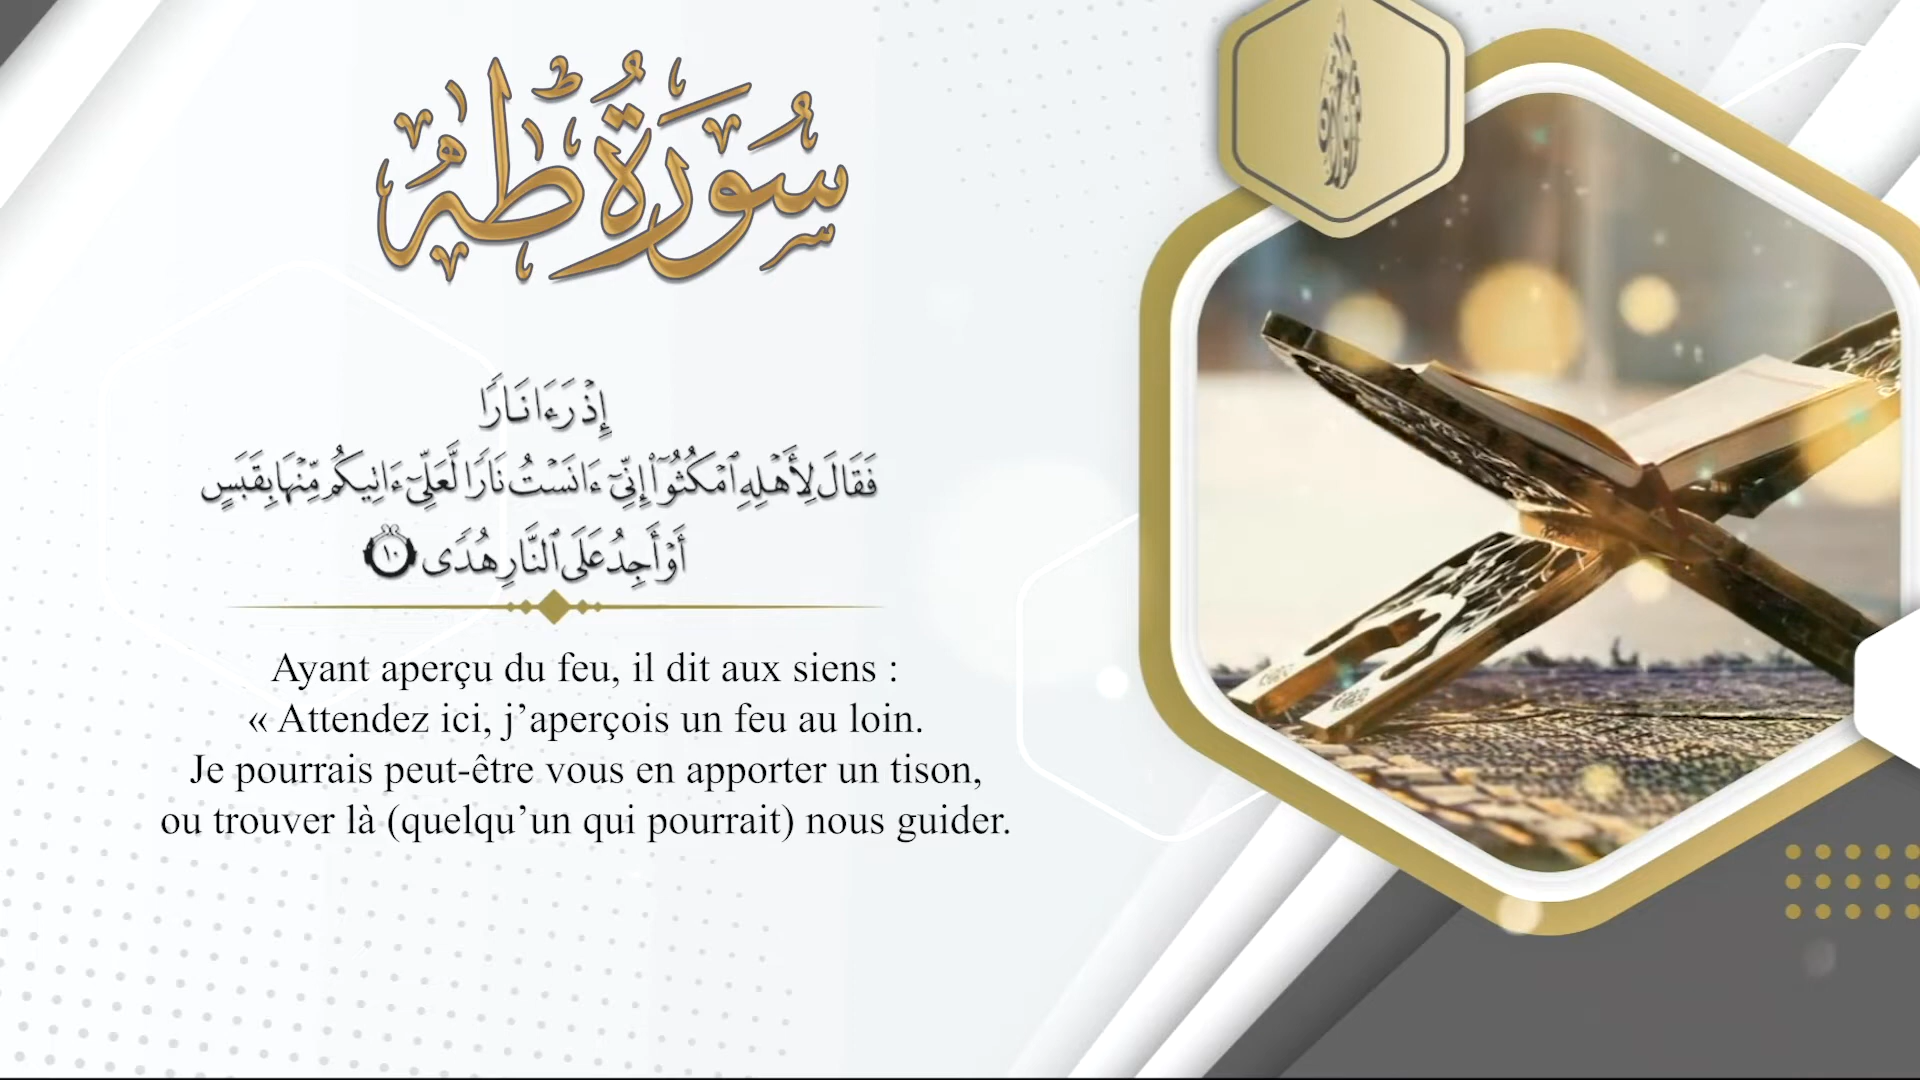 سُورَةُ طه
إِذْ رَءَا نَارًا
فَقَالَ لِأَهْلِهِ ٱمْكُثُوٓا۟ إِنِّىٓ ءَانَسْتُ نَارًا لَّعَلِّىٓ ءَاتِيكُم مِّنْهَا بِقَبَسٍ
أَوْ أَجِدُ عَلَى ٱلنَّارِ هُدًى ١٠
Ayant aperçu du feu, il dit aux siens :
« Attendez ici, j’aperçois un feu au loin.
Je pourrais peut-être vous en apporter un tison,
ou trouver là (quelqu’un qui pourrait) nous guider.